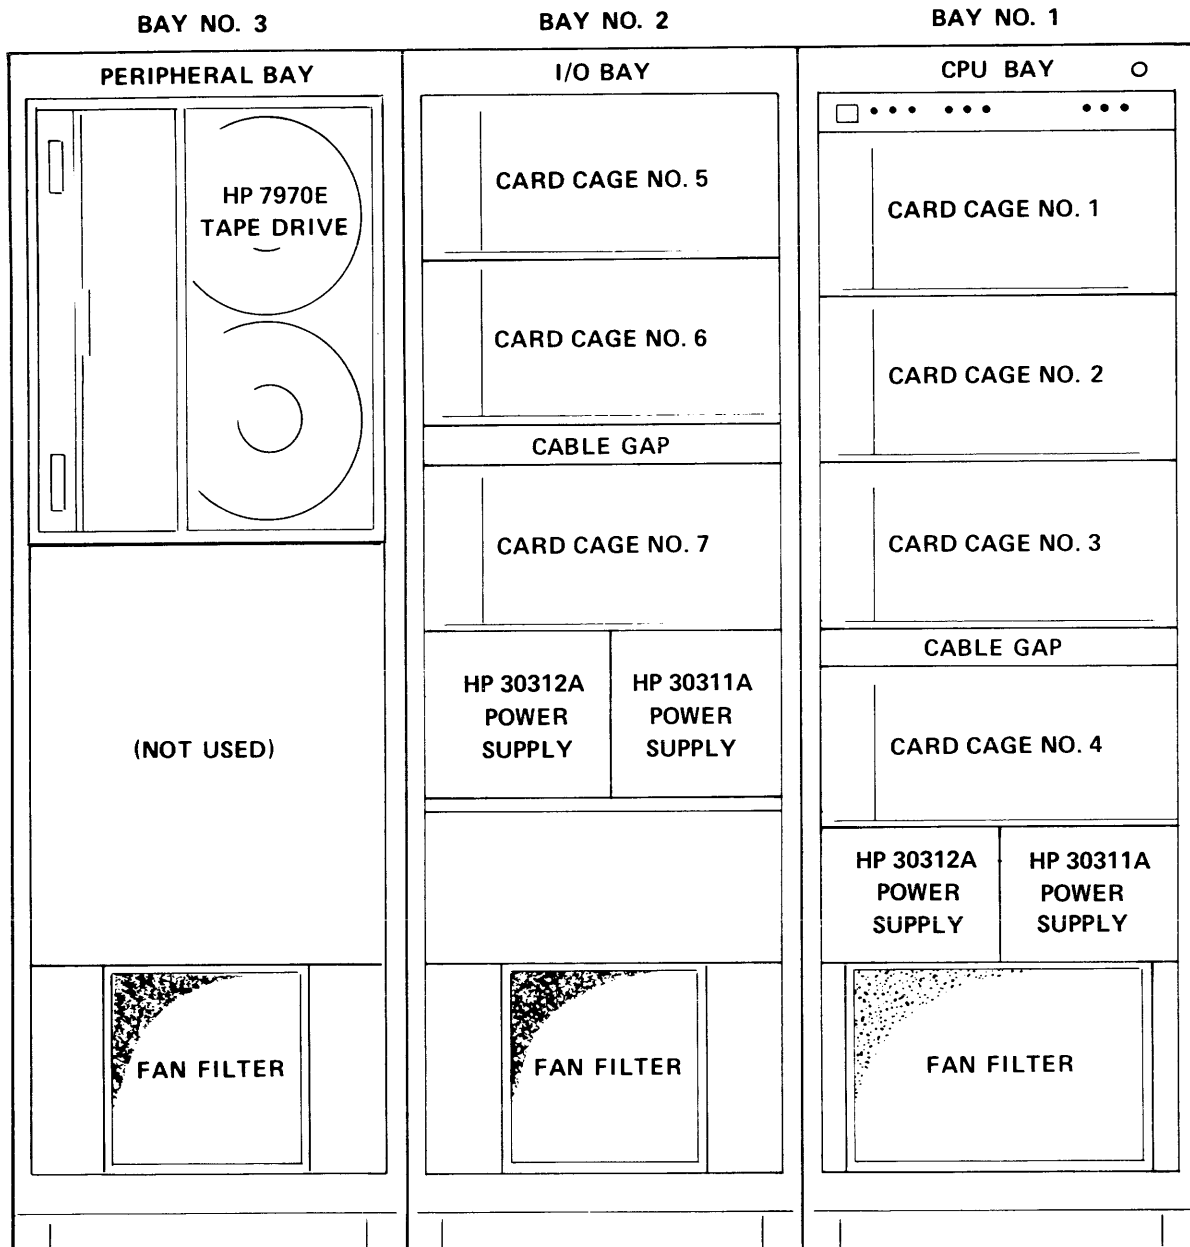 BAY NO. 3
PERIPHERAL BAY
HP 7970E
TAPE DRIVE
(NOT USED)
FAN FILTER
BAY NO. 2
I/O BAY
CARD CAGE NO. 5
CARD CAGE NO. 6
CABLE GAP
CARD CAGE NO. 7
HP 30312A
POWER
SUPPLY
HP 30311A
POWER
SUPPLY
FAN FILTER
BAY NO. 1
CPU BAY
CARD CAGE NO. 1
CARD CAGE NO. 2
CARD CAGE NO. 3
CABLE GAP
CARD CAGE NO. 4
HP 30312A
POWER
SUPPLY
HP 30311A
POWER
SUPPLY
FAN FILTER